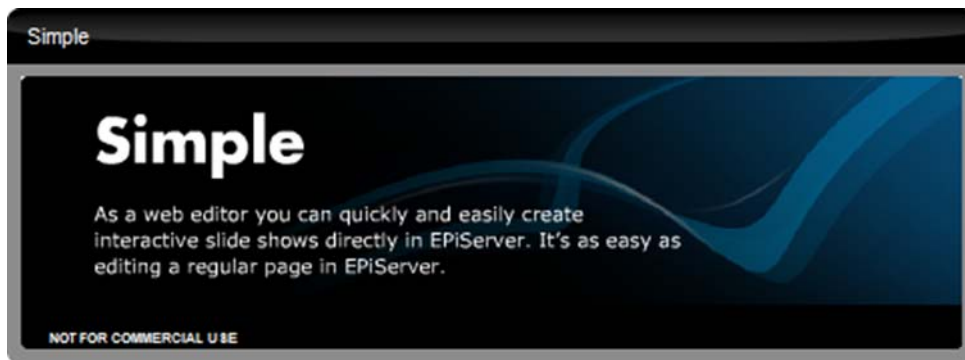 Simple
Simple
As a web editor you can quickly and easily create
interactive slide shows directly in EPiServer. It's as easy as
editing a regular page in EPiServer.
NOT FOR COMMERCIAL USE